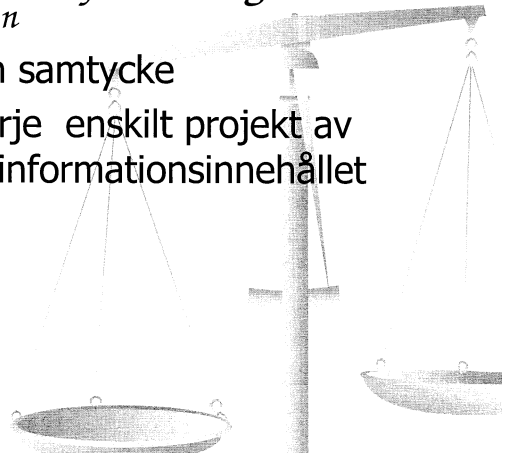 n
samtycke
rje enskilt projekt av
informationsinnehållet